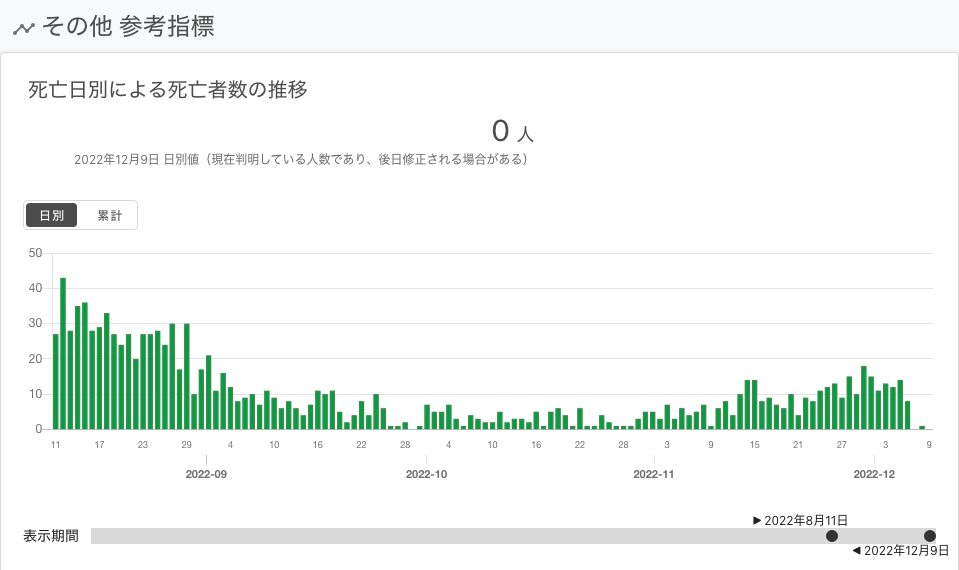 その他 参考指標
死亡日別による死亡者数の推移
0 人
2022年12月9日 日別値（現在判明している人数であり、後日修正される場合がある）
日別 累計
50
40
30
20
10
0
11 17 23 29 4 10 16 22 28 4 10 16 22 28 3 9 15 21 27 3 9
2022-09 2022-10 2022-11 2022-12
2022年8月11日
表示期間
2022年12月9日